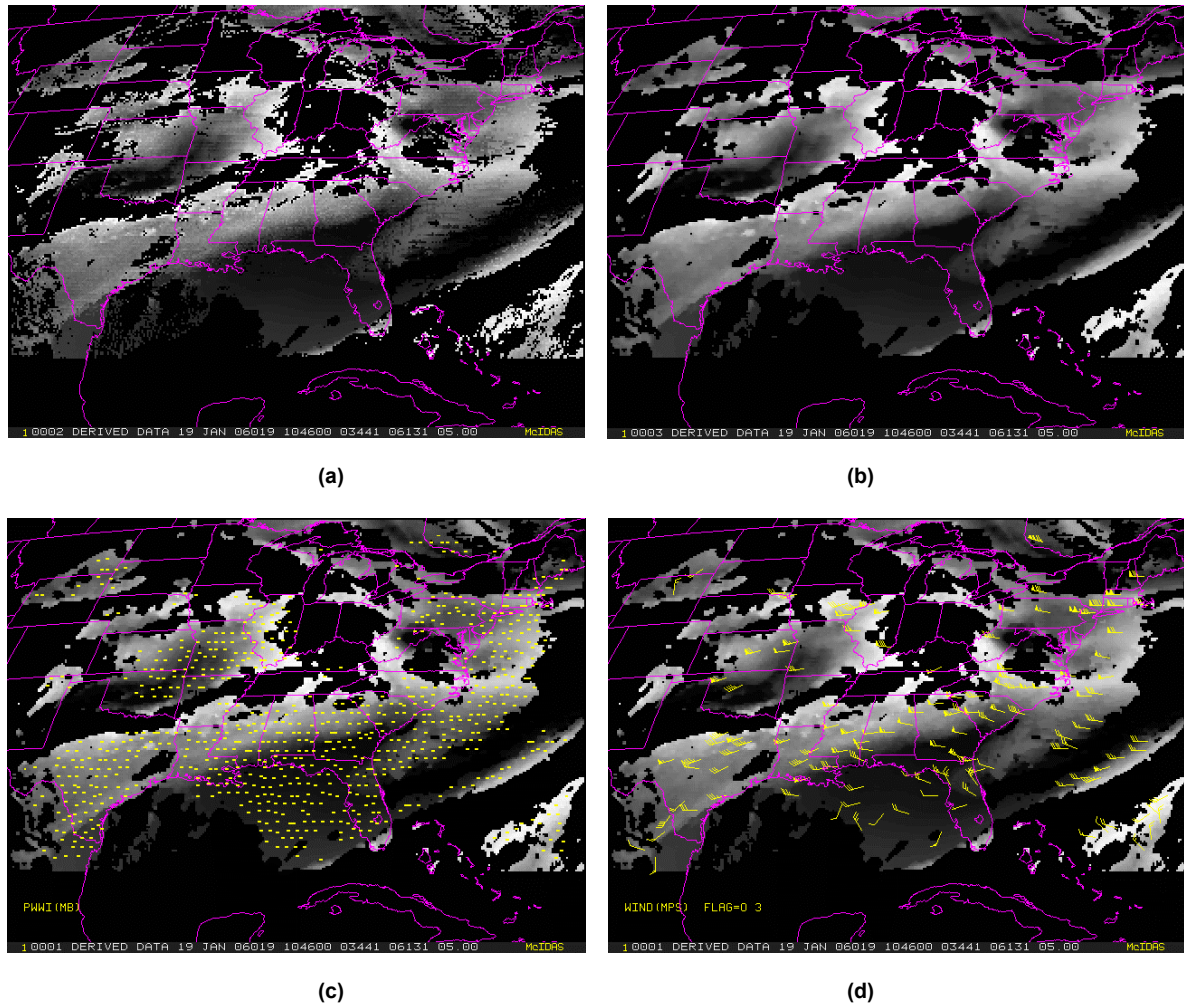 1 0002 DERIVED DATA 19 JAN 06019 104600 03441 06131 05.00 McIDAS
1 0003 DERIVED DATA 19 JAN 06019 104600 03441 06131 05.00 McIDAS
(a)
(b)
PWWI(MB)
WIND(MPS) FLAG=0 3
1 0001 DERIVED DATA 19 JAN 06019 104600 03441 06131 05.00 McIDAS
1 0001 DERIVED DATA 19 JAN 06019 104600 03441 06131 05.00 McIDAS
(c)
(d)